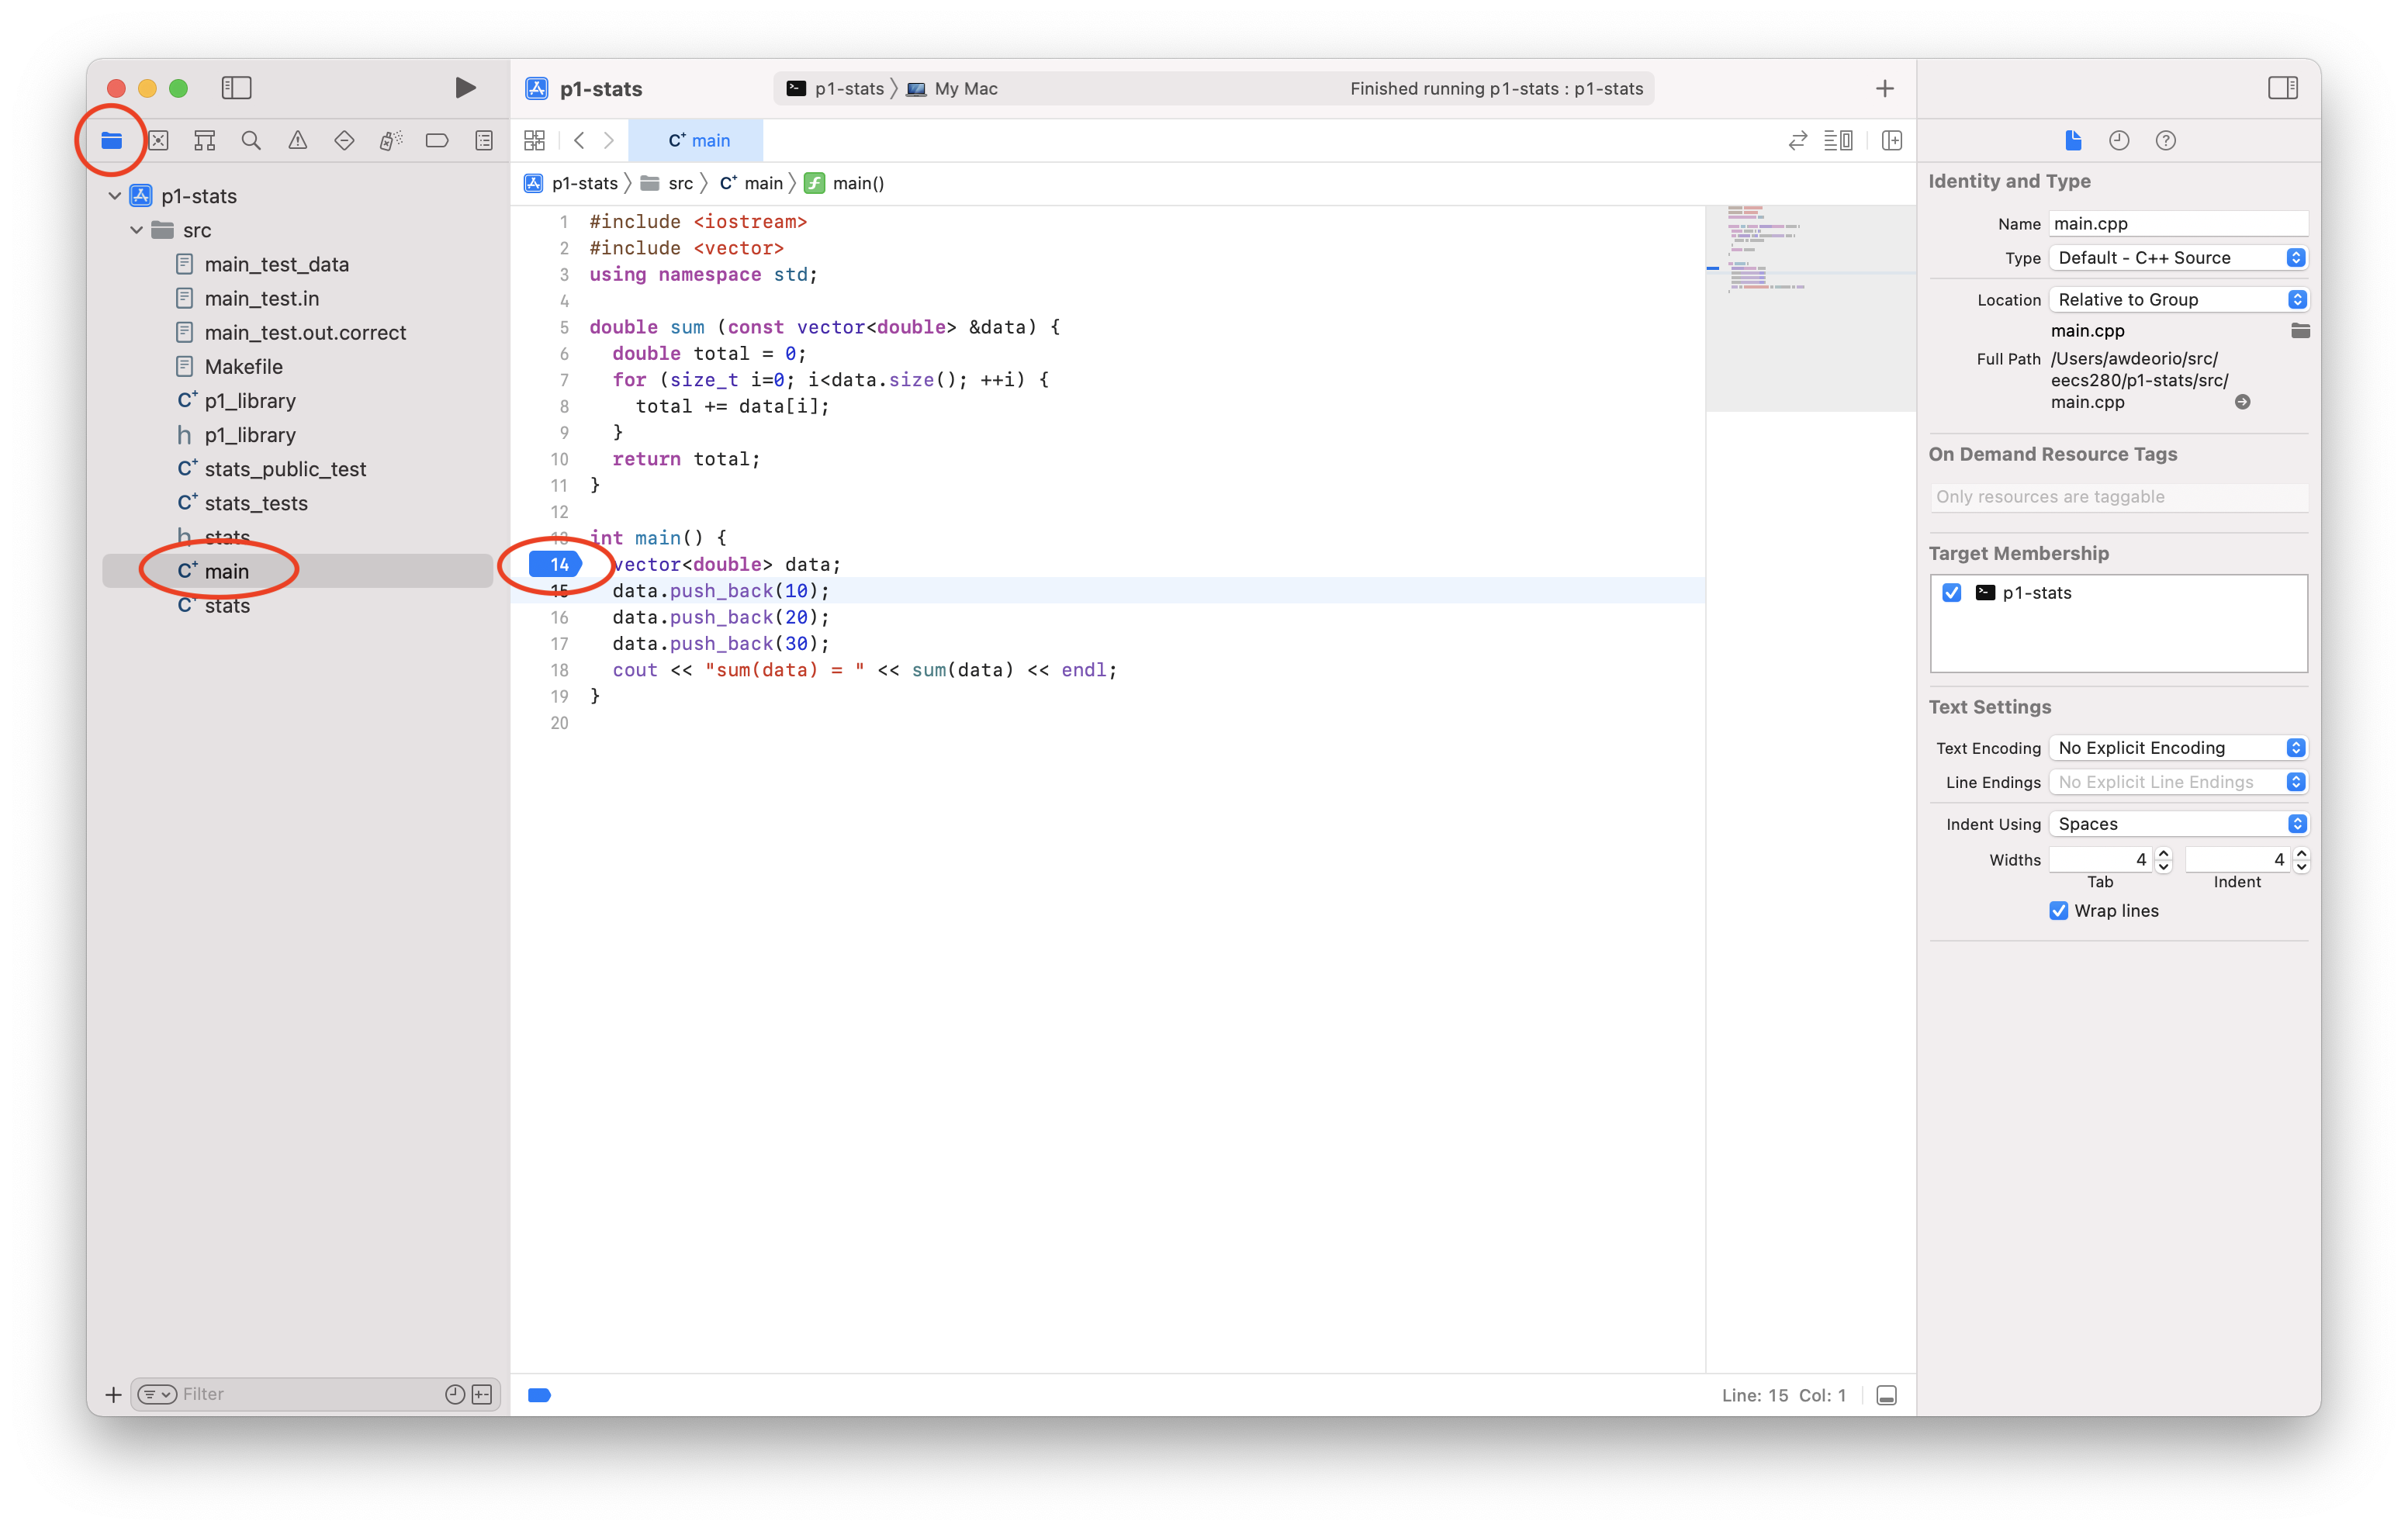 p1-stats
p1-stats
My Mac
Finished running p1-stats : p1-stats
C+ main
p1-stats
src
C+ main
f main()
p1-stats
src
main_test_data
main_test.in
main_test.out.correct
Makefile
C+ p1_library
h p1_library
C+ stats_public_test
C+ stats_tests
h stats
C+ main
C+ stats
Filter
1 #include <iostream>
2 #include <vector>
3 using namespace std;
4
5 double sum (const vector<double> &data) {
6 double total = 0;
7 for (size_t i=0; i<data.size(); ++i) {
8 total += data[i];
9 }
10 return total;
11 }
12
13 int main() {
14 vector<double> data;
15 data.push_back(10);
16 data.push_back(20);
17 data.push_back(30);
18 cout << "sum(data) = " << sum(data) << endl;
19 }
20
Line: 15 Col: 1
Identity and Type
Name main.cpp
Type Default - C++ Source
Location Relative to Group
main.cpp
Full Path /Users/awdeorio/src/
eecs280/p1-stats/src/
main.cpp
On Demand Resource Tags
Only resources are taggable
Target Membership
p1-stats
Text Settings
Text Encoding No Explicit Encoding
Line Endings No Explicit Line Endings
Indent Using Spaces
Widths 4 4
Tab Indent
Wrap lines